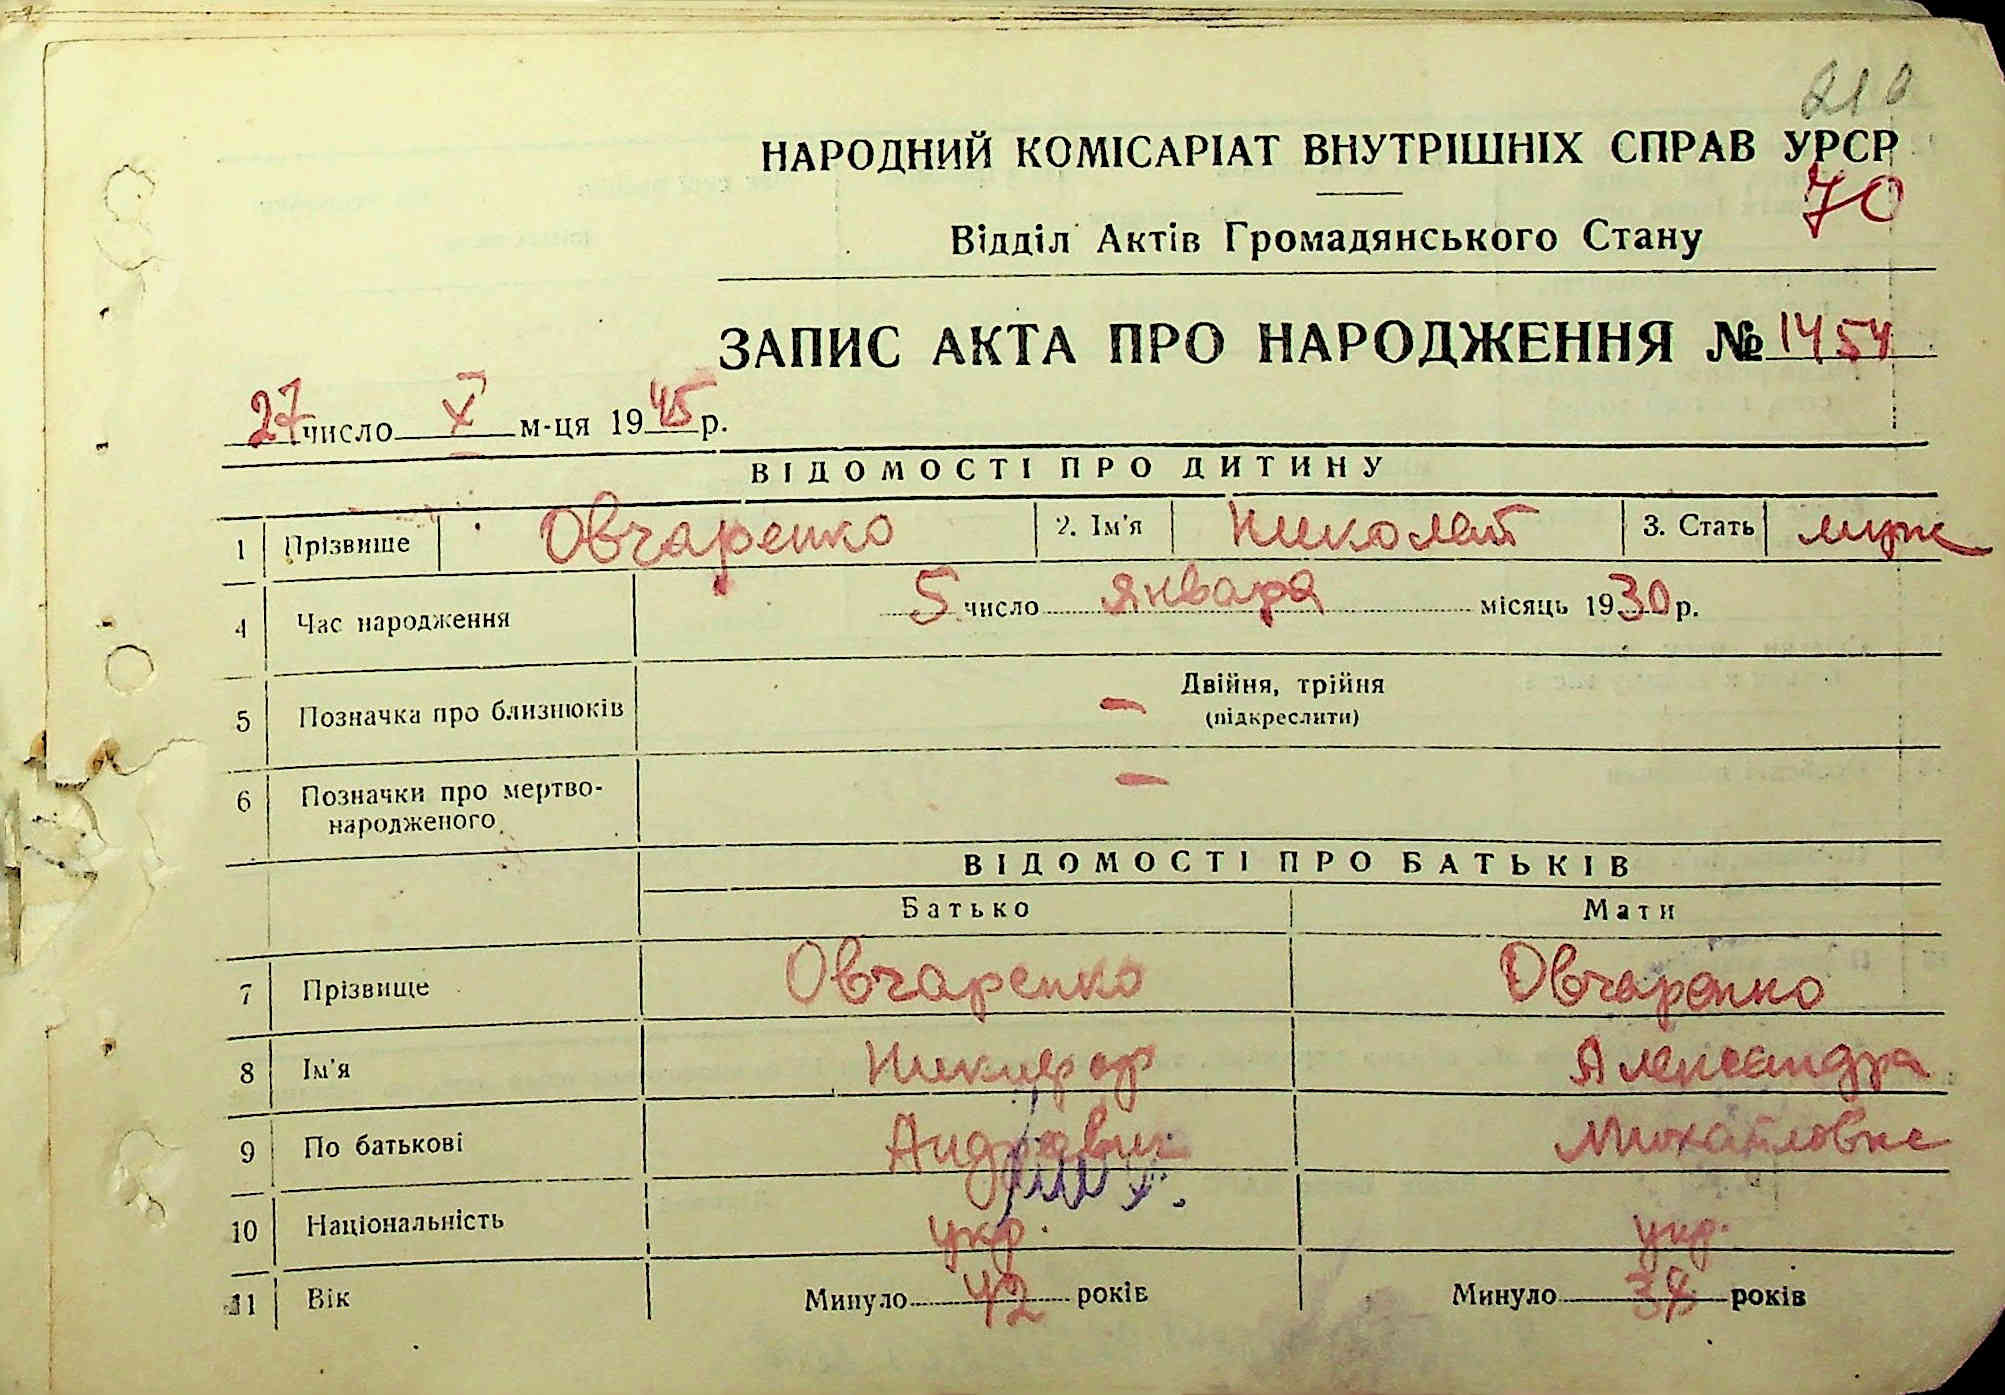 210
НАРОДНИЙ КОМІСАРІАТ ВНУТРІШНІХ СПРАВ УРСР
70
Відділ Актів Громадянського Стану
ЗАПИС АКТА ПРО НАРОДЖЕННЯ № 1454
27 число X м-ця 1945 р.
ВІДОМОСТІ ПРО ДИТИНУ
1 Прізвище Овчаренко 2. Ім'я Николай 3. Стать муж
4 Час народження 5 число января місяць 1930 р.
5 Позначка про близнюків – Двійня, трійня
(підкреслити)
6 Позначки про мертво-
народженого –
ВІДОМОСТІ ПРО БАТЬКІВ
Батько Мати
7 Прізвище Овчаренко Овчаренко
8 Ім'я Никифор Александра
9 По батькові Михайловна
10 Національність укр. укр.
11 Вік Минуло 42 років Минуло років